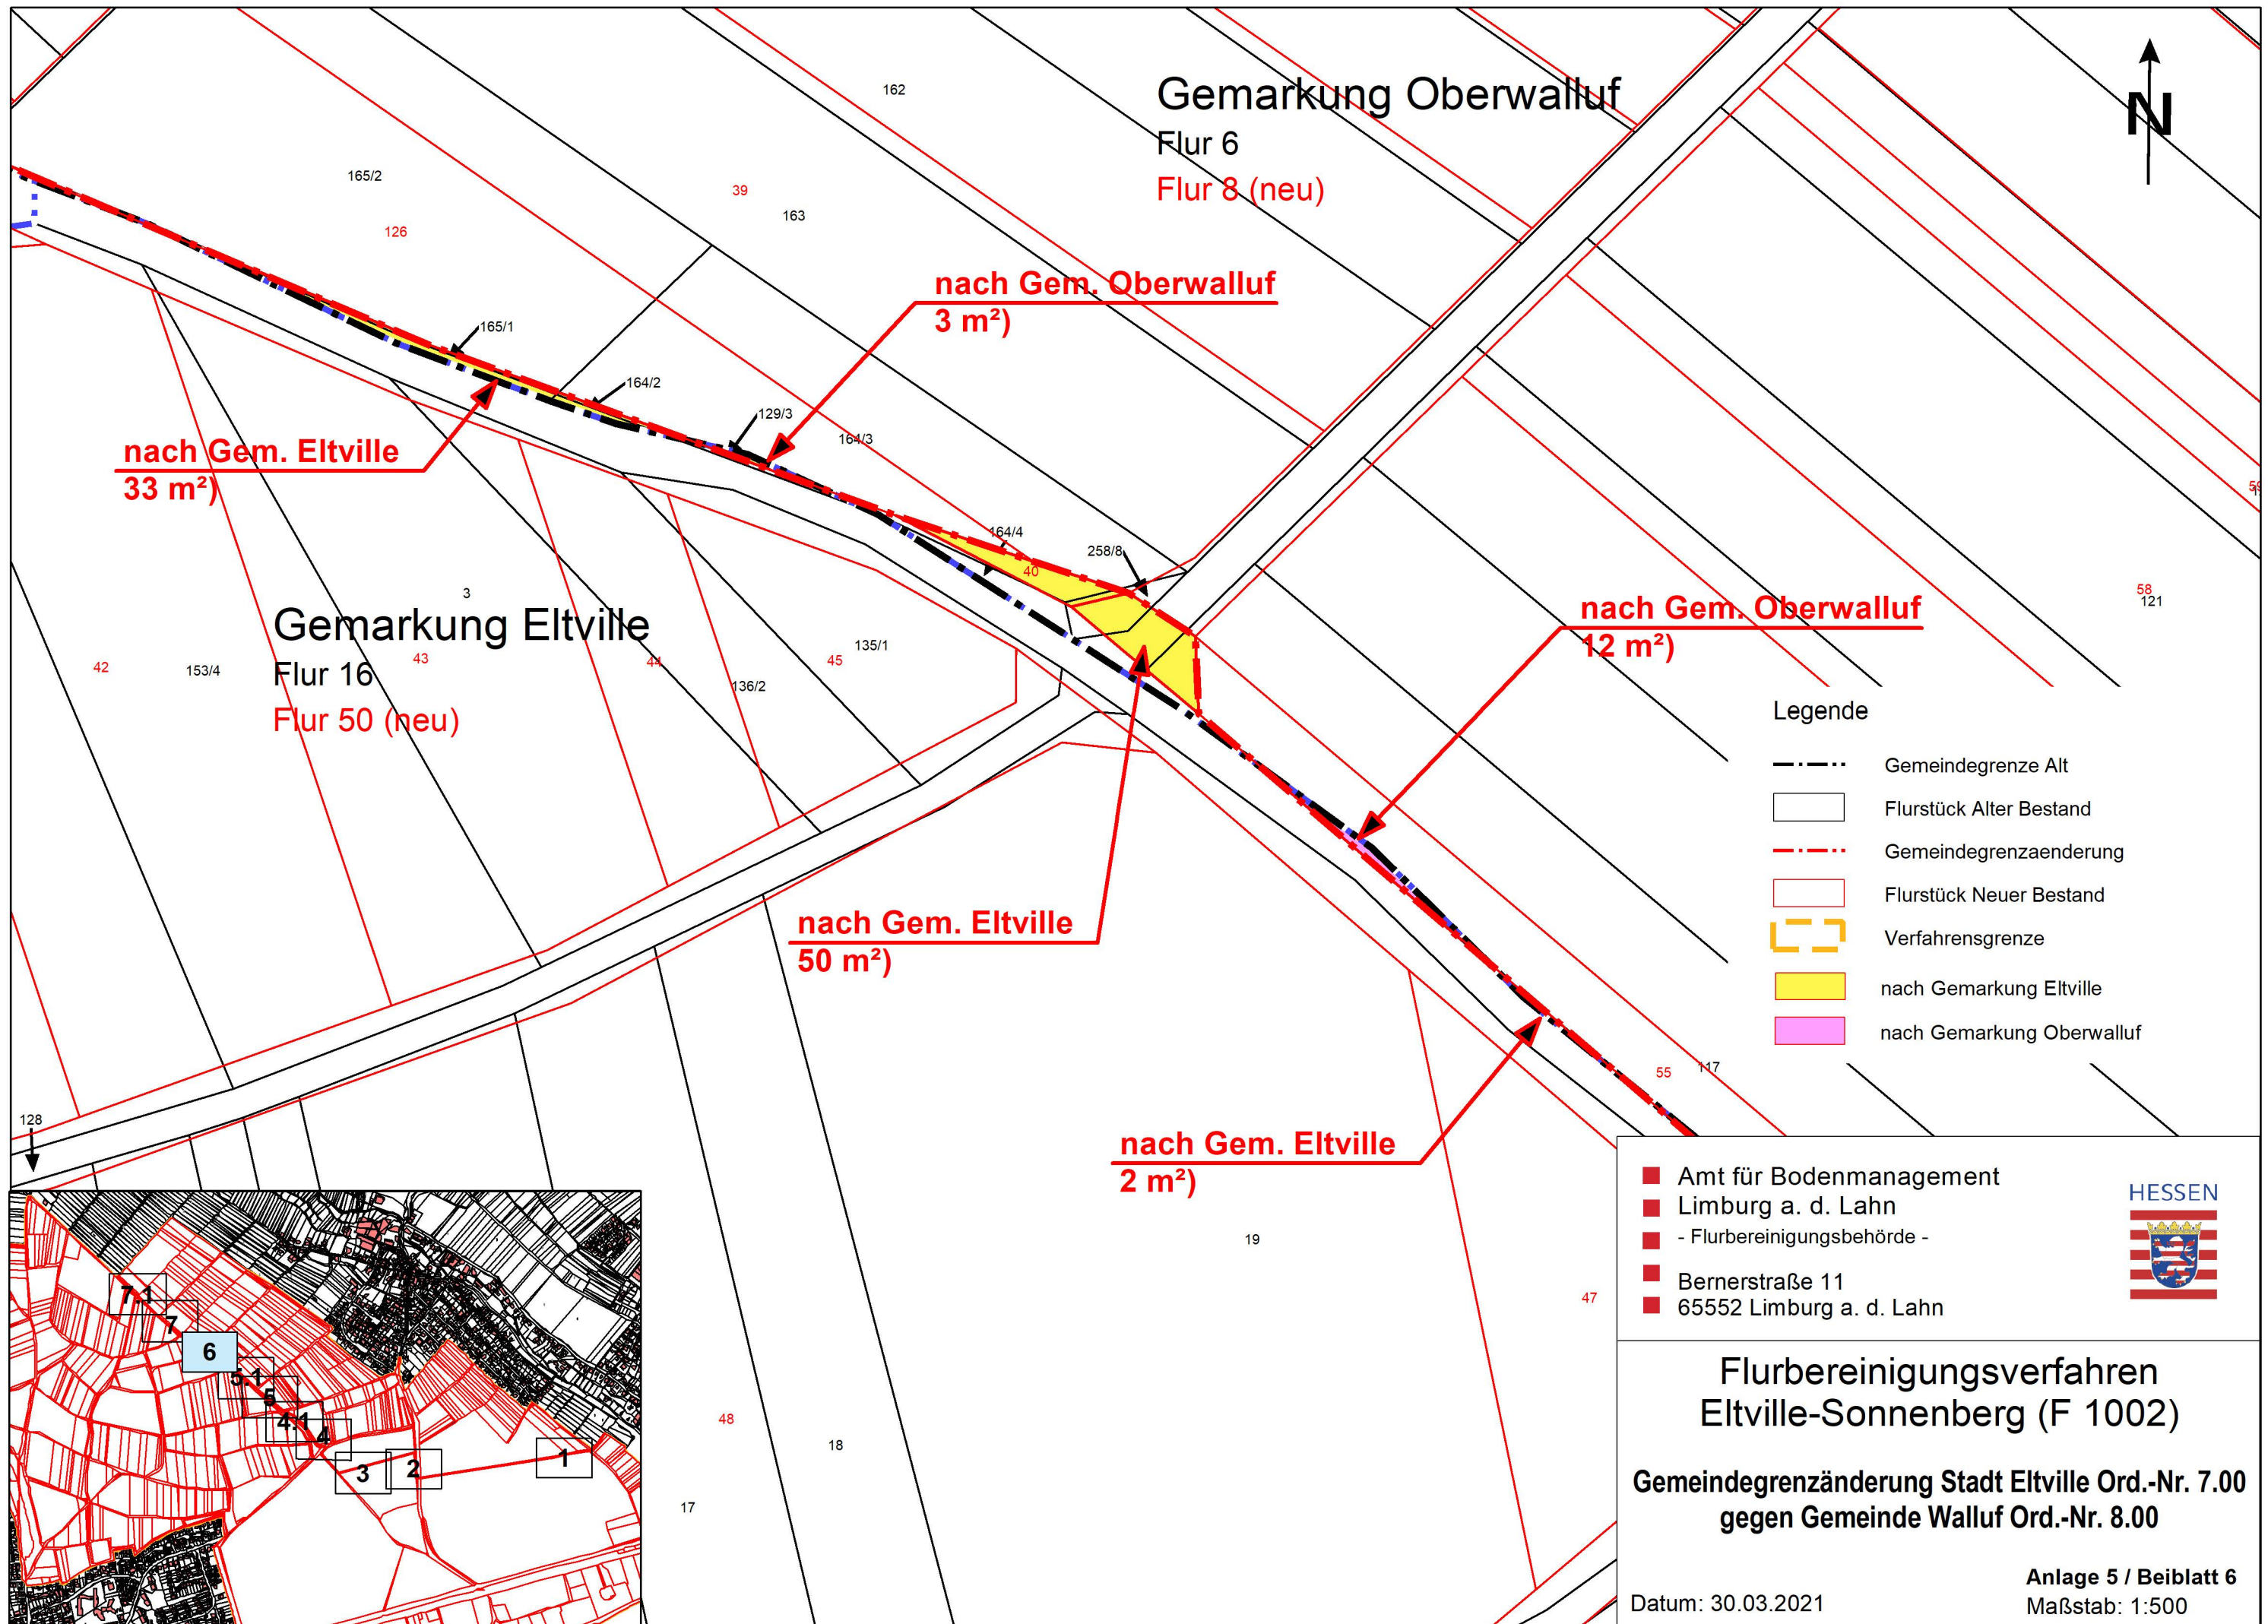 162
Gemarkung Oberwalluf
Flur 6
Flur 8 (neu)
N
165/2
39
163
126
nach Gem. Oberwalluf
3 m²)
165/1
164/2
129/3
164/3
nach Gem. Eltville
33 m²)
164/4
258/8
40
3
Gemarkung Eltville
Flur 16
Flur 50 (neu)
42
153/4
43
44
45
135/1
136/2
58
121
nach Gem. Oberwalluf
12 m²)
Legende
Gemeindegrenze Alt
Flurstück Alter Bestand
Gemeindegrenzaenderung
Flurstück Neuer Bestand
Verfahrensgrenze
nach Gemarkung Eltville
nach Gemarkung Oberwalluf
nach Gem. Eltville
50 m²)
55
117
128
nach Gem. Eltville
2 m²)
19
47
48
18
17
7.1
7
6
5.1
5
4.1
4
3
2
1
Amt für Bodenmanagement
Limburg a. d. Lahn
- Flurbereinigungsbehörde -
Bernerstraße 11
65552 Limburg a. d. Lahn
HESSEN
Flurbereinigungsverfahren
Eltville-Sonnenberg (F 1002)
Gemeindegrenzänderung Stadt Eltville Ord.-Nr. 7.00
gegen Gemeinde Walluf Ord.-Nr. 8.00
Anlage 5 / Beiblatt 6
Datum: 30.03.2021
Maßstab: 1:500